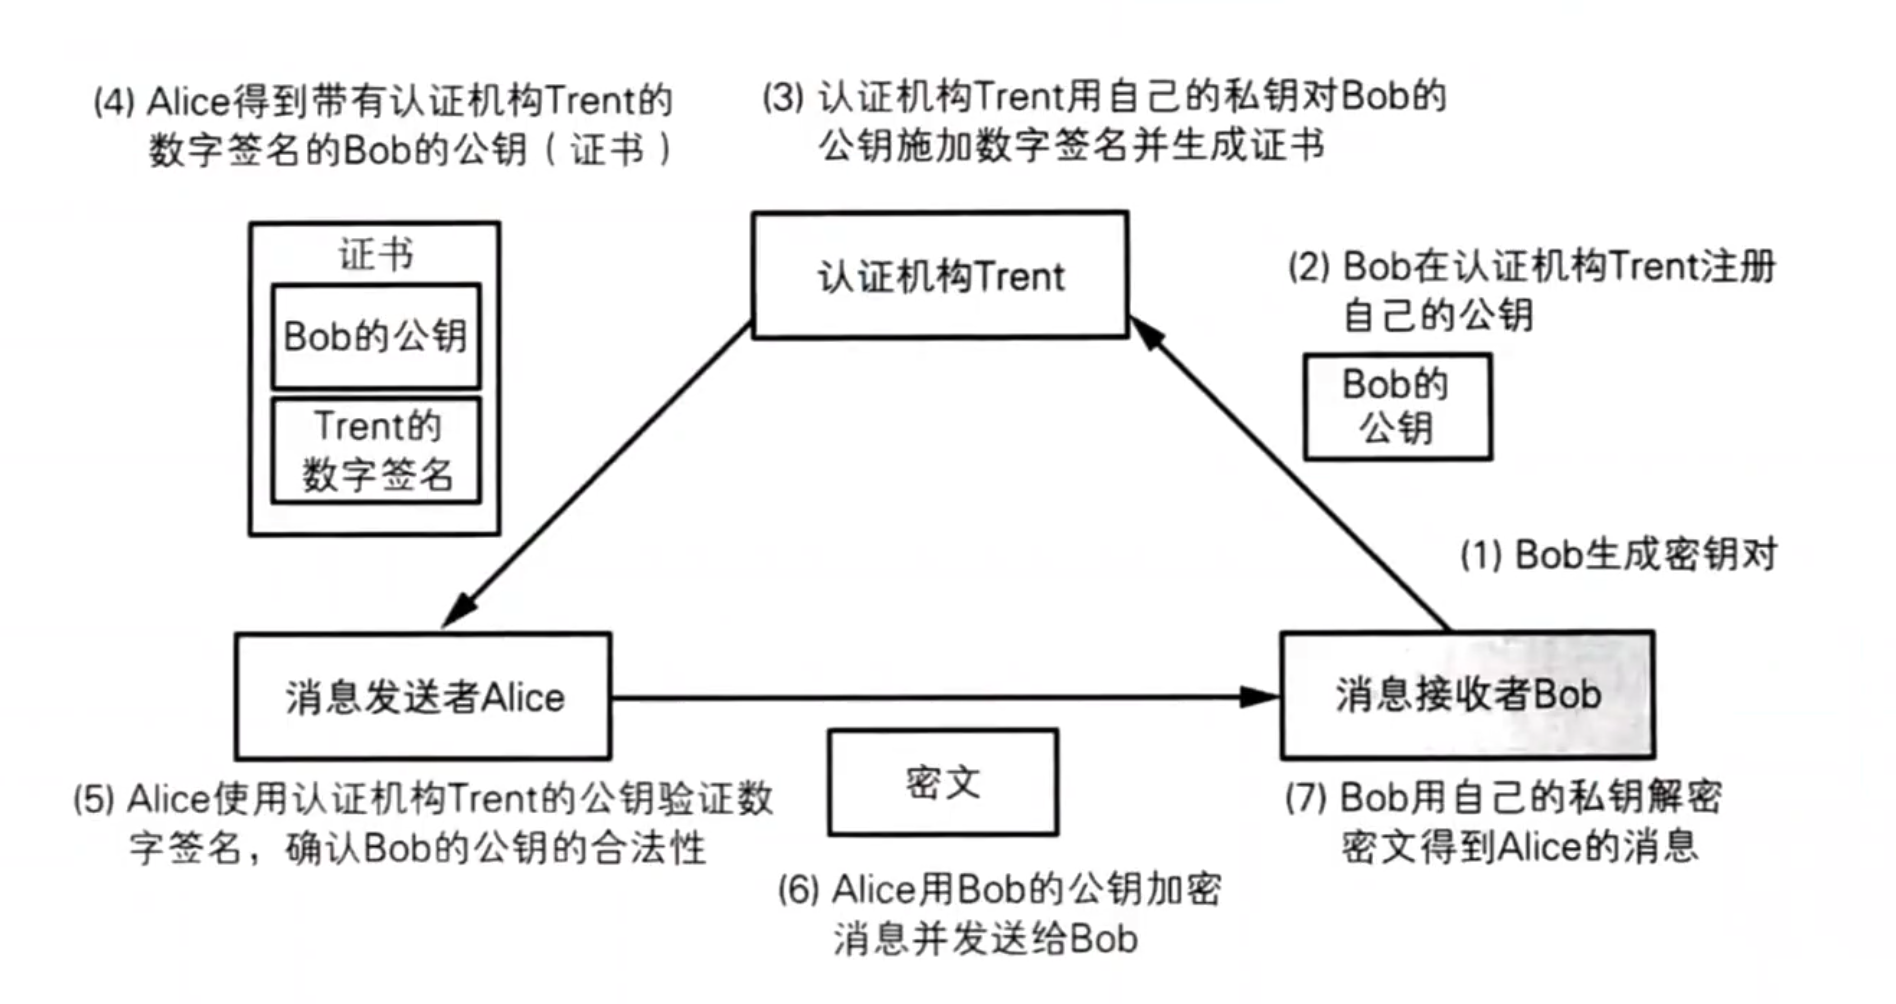 (4) Alice得到带有认证机构Trent的
数字签名的Bob的公钥（证书）
(3) 认证机构Trent用自己的私钥对Bob的
公钥施加数字签名并生成证书
证书
Bob的公钥
Trent的
数字签名
认证机构Trent
(2) Bob在认证机构Trent注册
自己的公钥
Bob的
公钥
(1) Bob生成密钥对
消息发送者Alice
消息接收者Bob
(5) Alice使用认证机构Trent的公钥验证数
字签名，确认Bob的公钥的合法性
密文
(6) Alice用Bob的公钥加密
消息并发送给Bob
(7) Bob用自己的私钥解密
密文得到Alice的消息